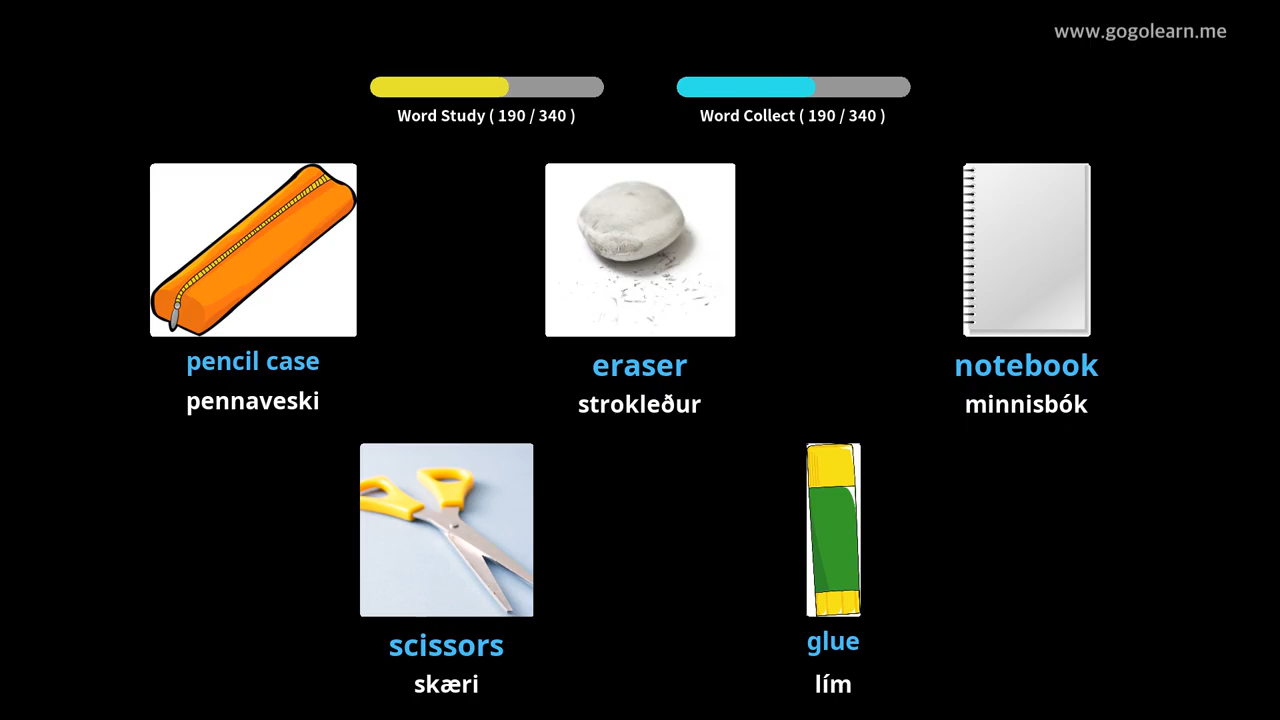 www.gogolearn.me
Word Study ( 190 / 340 )
Word Collect ( 190 / 340 )
pencil case
pennaveski
eraser
strokleður
notebook
minnisbók
scissors
skæri
glue
lím